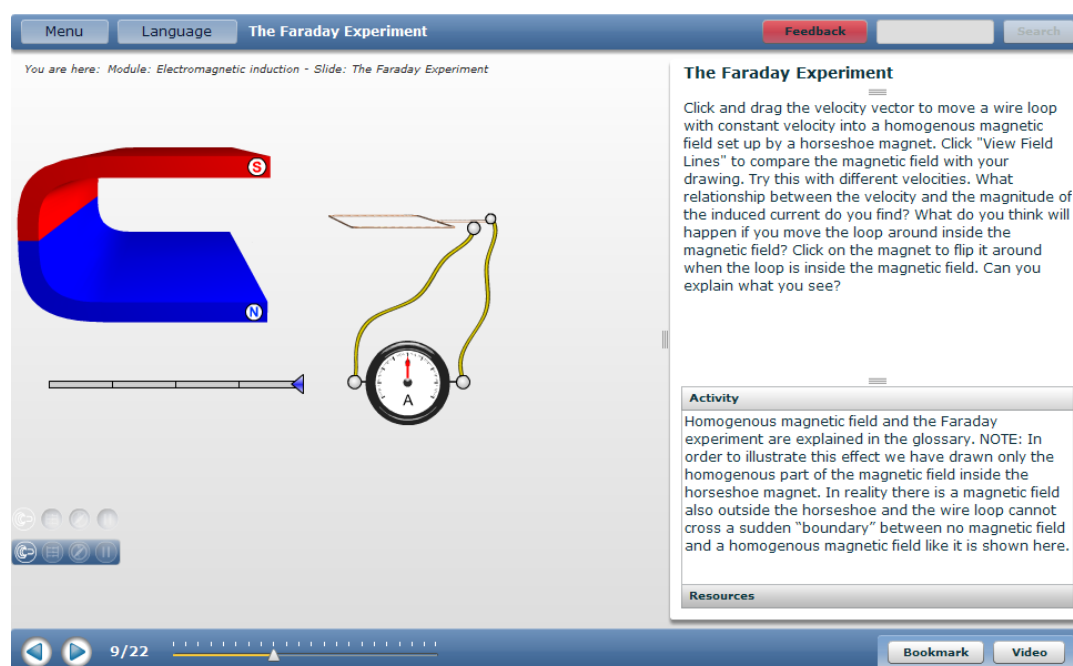 Menu
Language
The Faraday Experiment
Feedback
Search
You are here: Module: Electromagnetic induction - Slide: The Faraday Experiment
S
N
A
The Faraday Experiment
Click and drag the velocity vector to move a wire loop
with constant velocity into a homogenous magnetic
field set up by a horseshoe magnet. Click "View Field
Lines" to compare the magnetic field with your
drawing. Try this with different velocities. What
relationship between the velocity and the magnitude of
the induced current do you find? What do you think will
happen if you move the loop around inside the
magnetic field? Click on the magnet to flip it around
when the loop is inside the magnetic field. Can you
explain what you see?
Activity
Homogenous magnetic field and the Faraday
experiment are explained in the glossary. NOTE: In
order to illustrate this effect we have drawn only the
homogenous part of the magnetic field inside the
horseshoe magnet. In reality there is a magnetic field
also outside the horseshoe and the wire loop cannot
cross a sudden “boundary” between no magnetic field
and a homogenous magnetic field like it is shown here.
Resources
9/22
Bookmark
Video